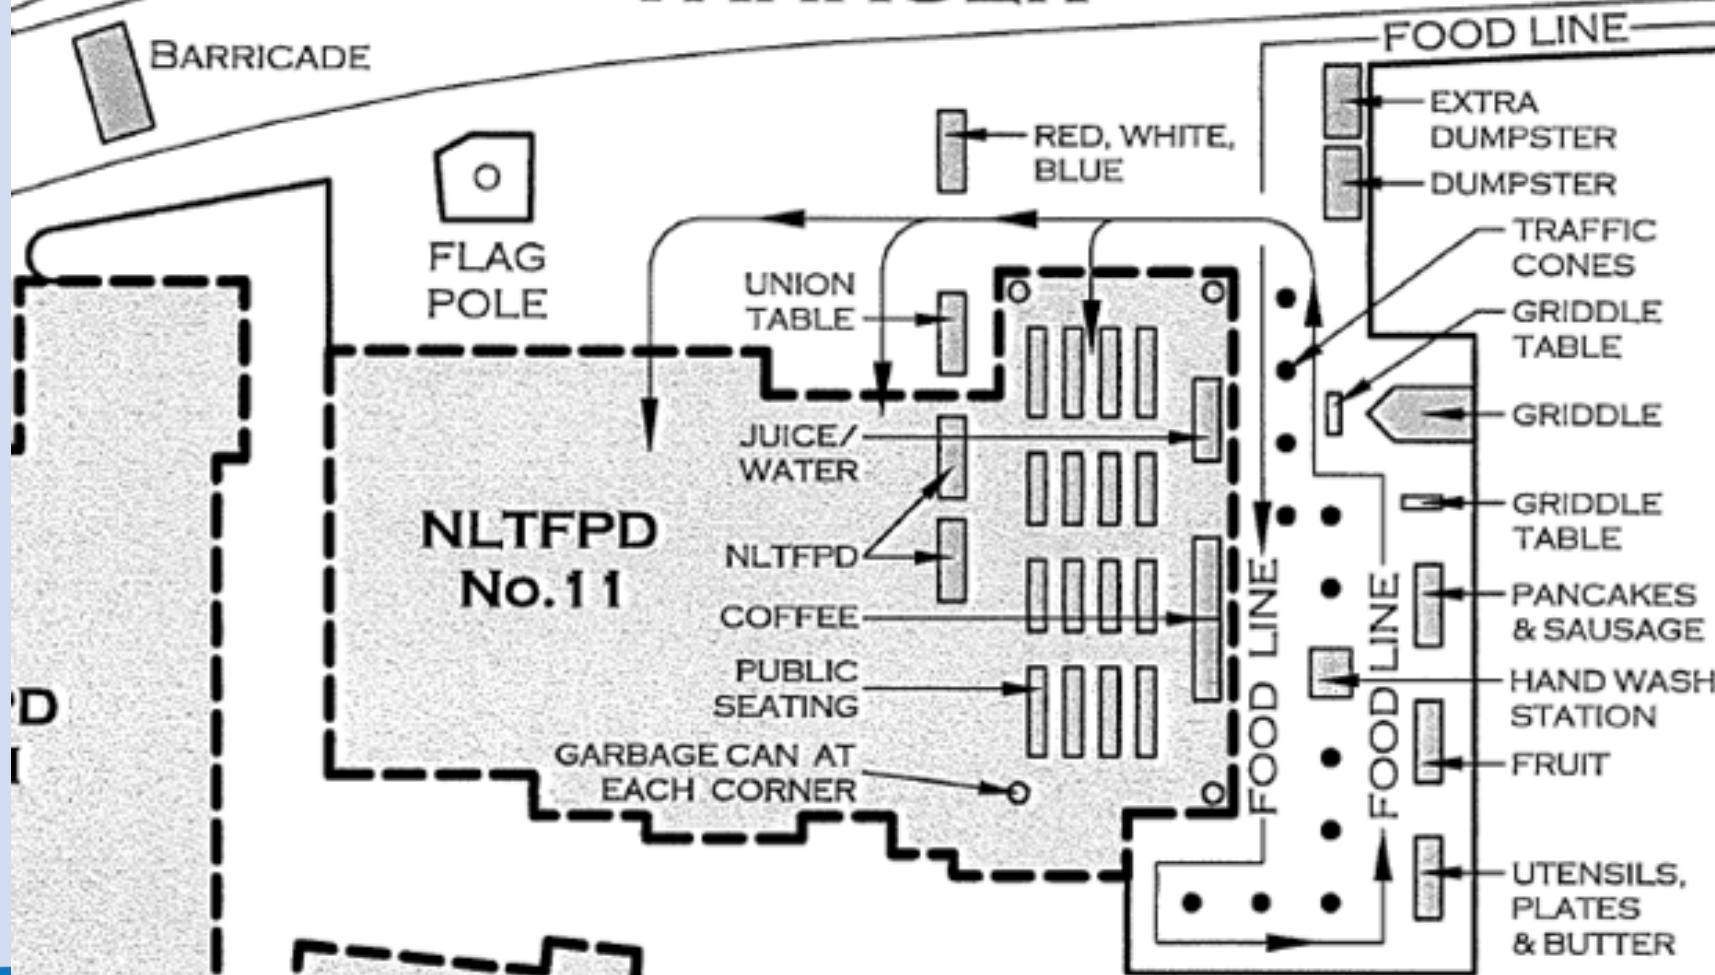 FOOD LINE
BARRICADE
EXTRA
DUMPSTER
RED, WHITE,
BLUE
DUMPSTER
TRAFFIC
CONES
FLAG
POLE
UNION
TABLE
GRIDDLE
TABLE
GRIDDLE
JUICE/
WATER
NLTFPD
No.11
NLTFPD
GRIDDLE
TABLE
COFFEE
PANCAKES
& SAUSAGE
FOOD LINE
FOOD LINE
PUBLIC
SEATING
HAND WASH
STATION
GARBAGE CAN AT
EACH CORNER
FRUIT
UTENSILS,
PLATES
& BUTTER